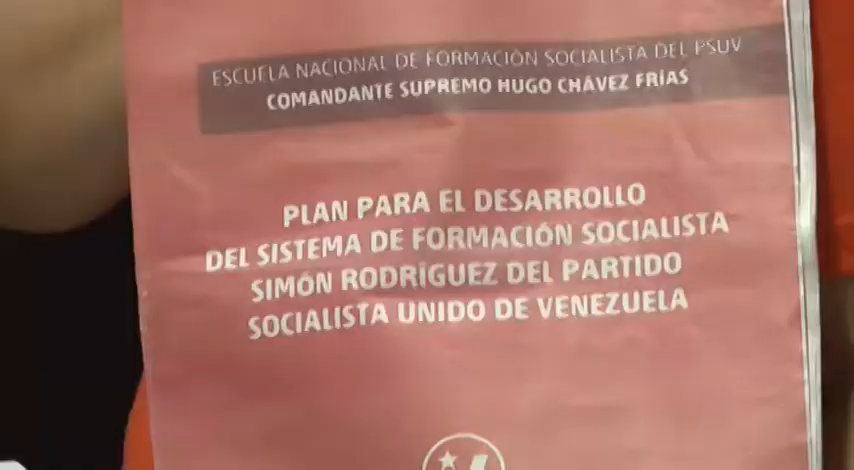 ESCUELA NACIONAL DE FORMACIÓN SOCIALISTA DEL PSUV
COMANDANTE SUPREMO HUGO CHÁVEZ FRÍAS
PLAN PARA EL DESARROLLO
DEL SISTEMA DE FORMACIÓN SOCIALISTA
SIMÓN RODRÍGUEZ DEL PARTIDO
SOCIALISTA UNIDO DE VENEZUELA